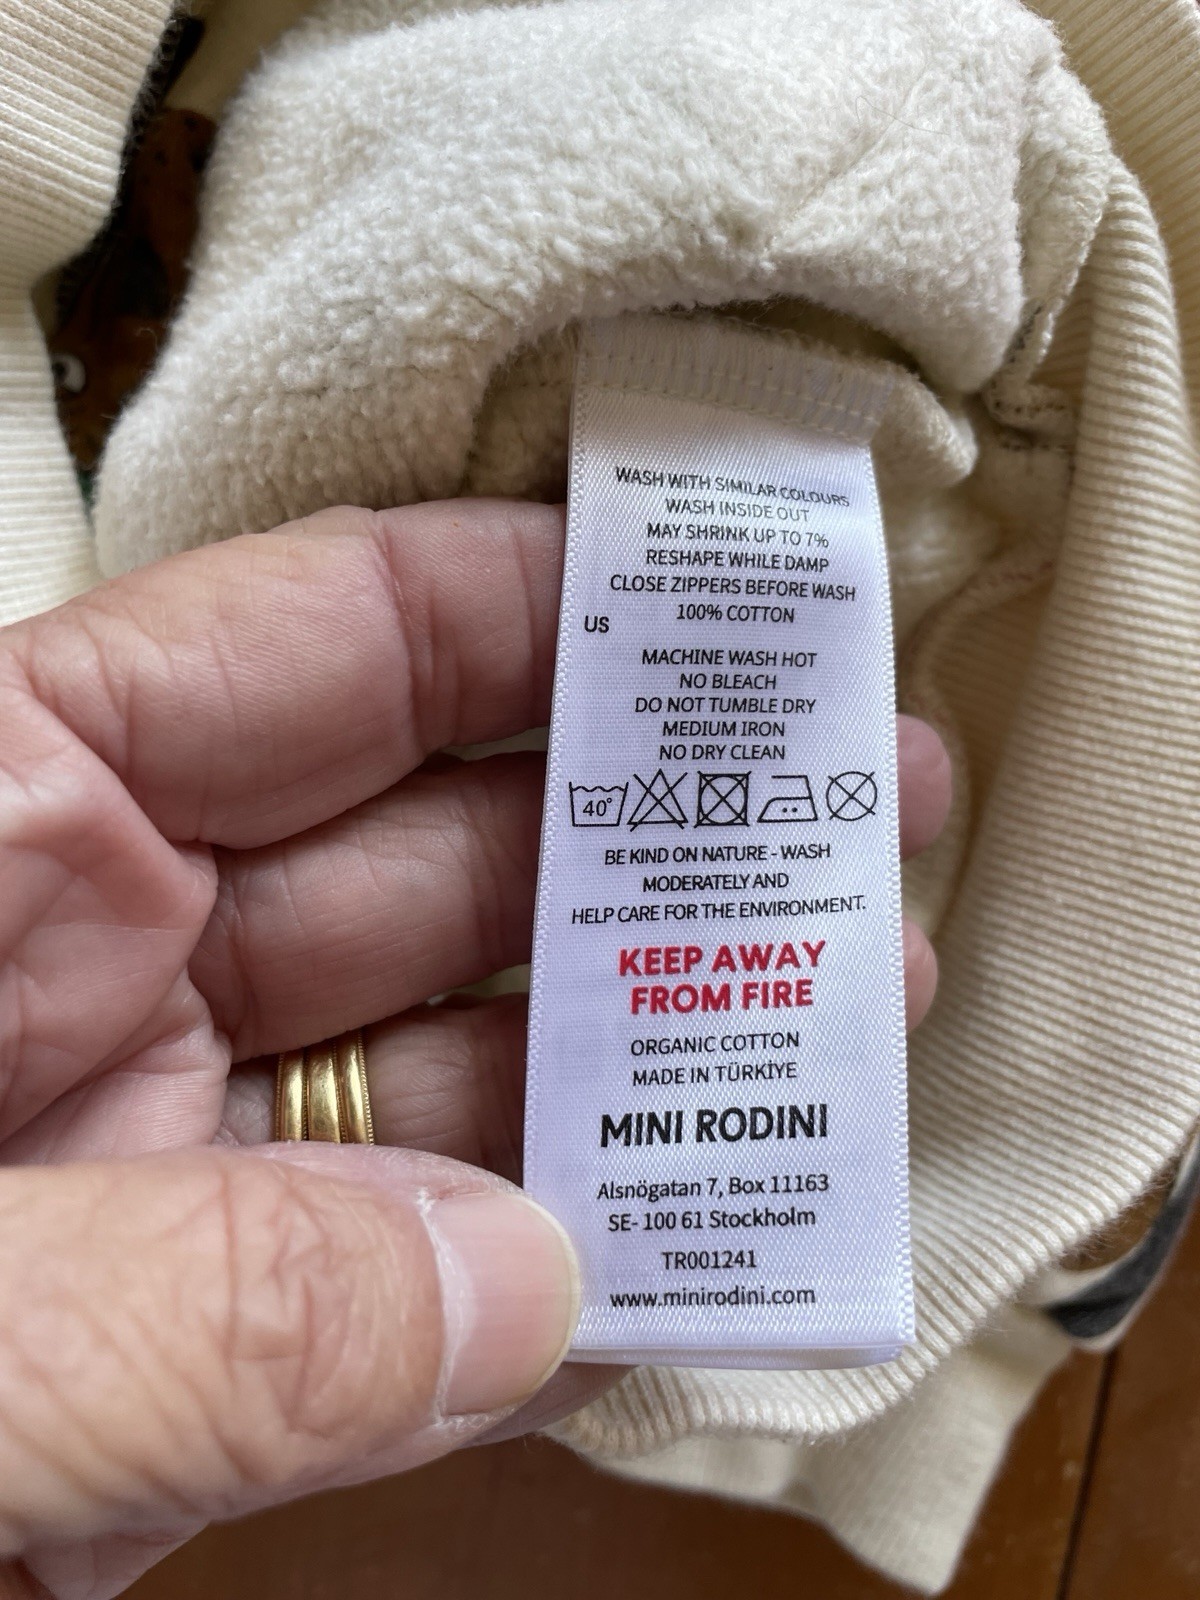 WASH WITH SIMILAR COLOURS
WASH INSIDE OUT
MAY SHRINK UP TO 7%
RESHAPE WHILE DAMP
CLOSE ZIPPERS BEFORE WASH
100% COTTON
US
MACHINE WASH HOT
NO BLEACH
DO NOT TUMBLE DRY
MEDIUM IRON
NO DRY CLEAN
40°
BE KIND ON NATURE - WASH
MODERATELY AND
HELP CARE FOR THE ENVIRONMENT.
KEEP AWAY
FROM FIRE
ORGANIC COTTON
MADE IN TÜRKİYE
MINI RODINI
Alsnögatan 7, Box 11163
SE- 100 61 Stockholm
TR001241
www.minirodini.com